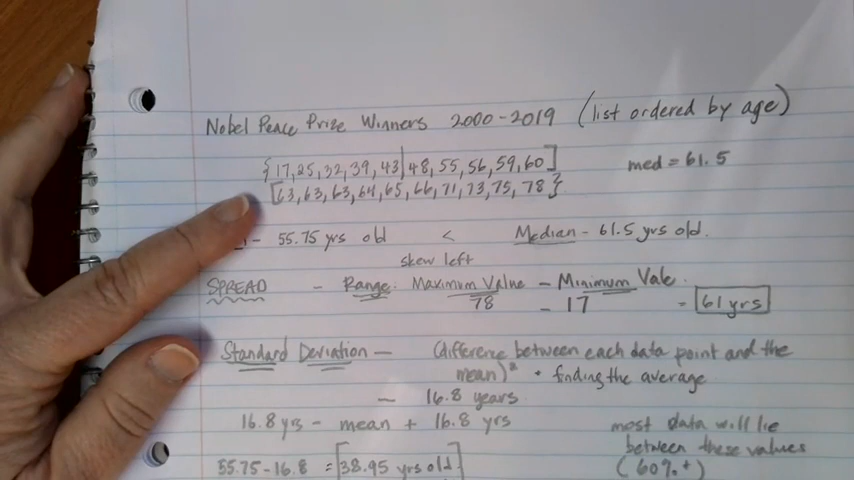 Nobel Peace Prize Winners 2000-2019 (list ordered by age)
{17,25,32,39,43|48,55,56,59,60]
med = 61.5
[63,63,63,64,65,66,71,73,75,78}
- 55.75 yrs old < Median - 61.5 yrs old.
skew left
SPREAD - Range: Maximum Value - Minimum Vale.
78 - 17 = 61 yrs
Standard Deviation - (difference between each data point and the
mean)² + finding the average
- 16.8 years
16.8 yrs - mean + 16.8 yrs
most data will lie
between these values
55.75-16.8 = [38.95 yrs old]
(60%+)